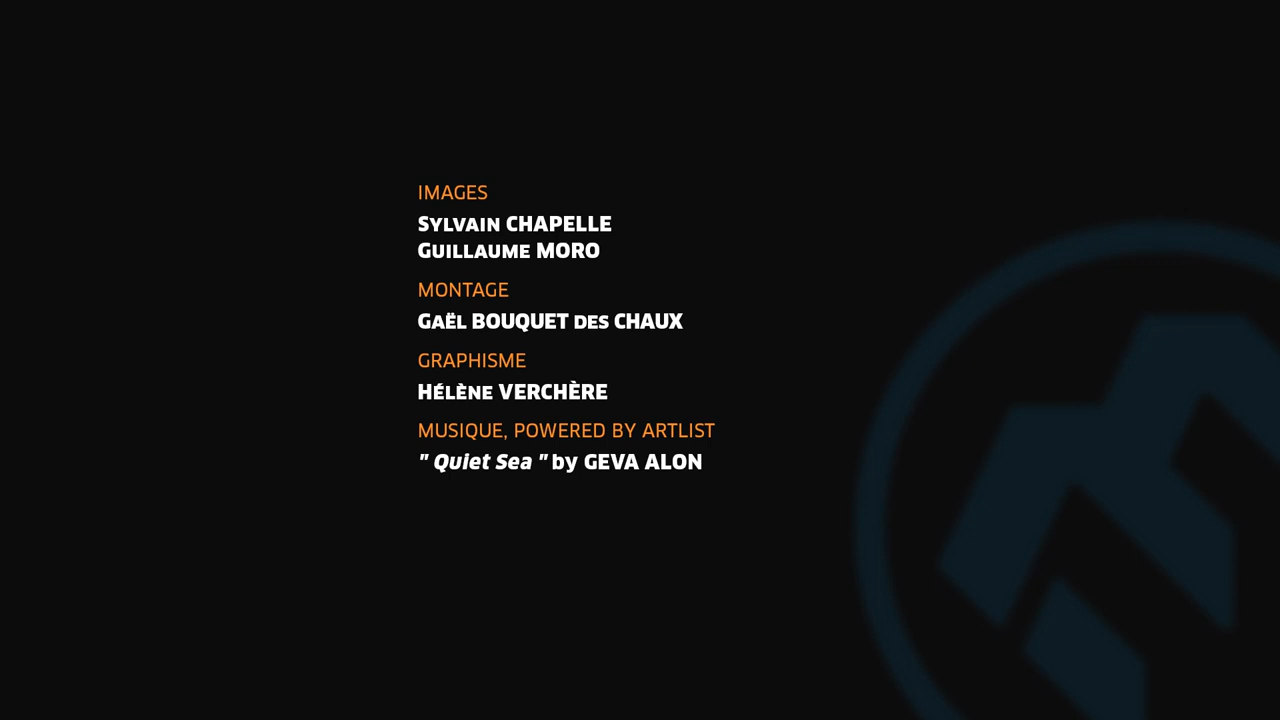 IMAGES
Sylvain CHAPELLE
Guillaume MORO
MONTAGE
Gaël BOUQUET des CHAUX
GRAPHISME
Hélène VERCHÈRE
MUSIQUE, POWERED BY ARTLIST
" Quiet Sea " by GEVA ALON